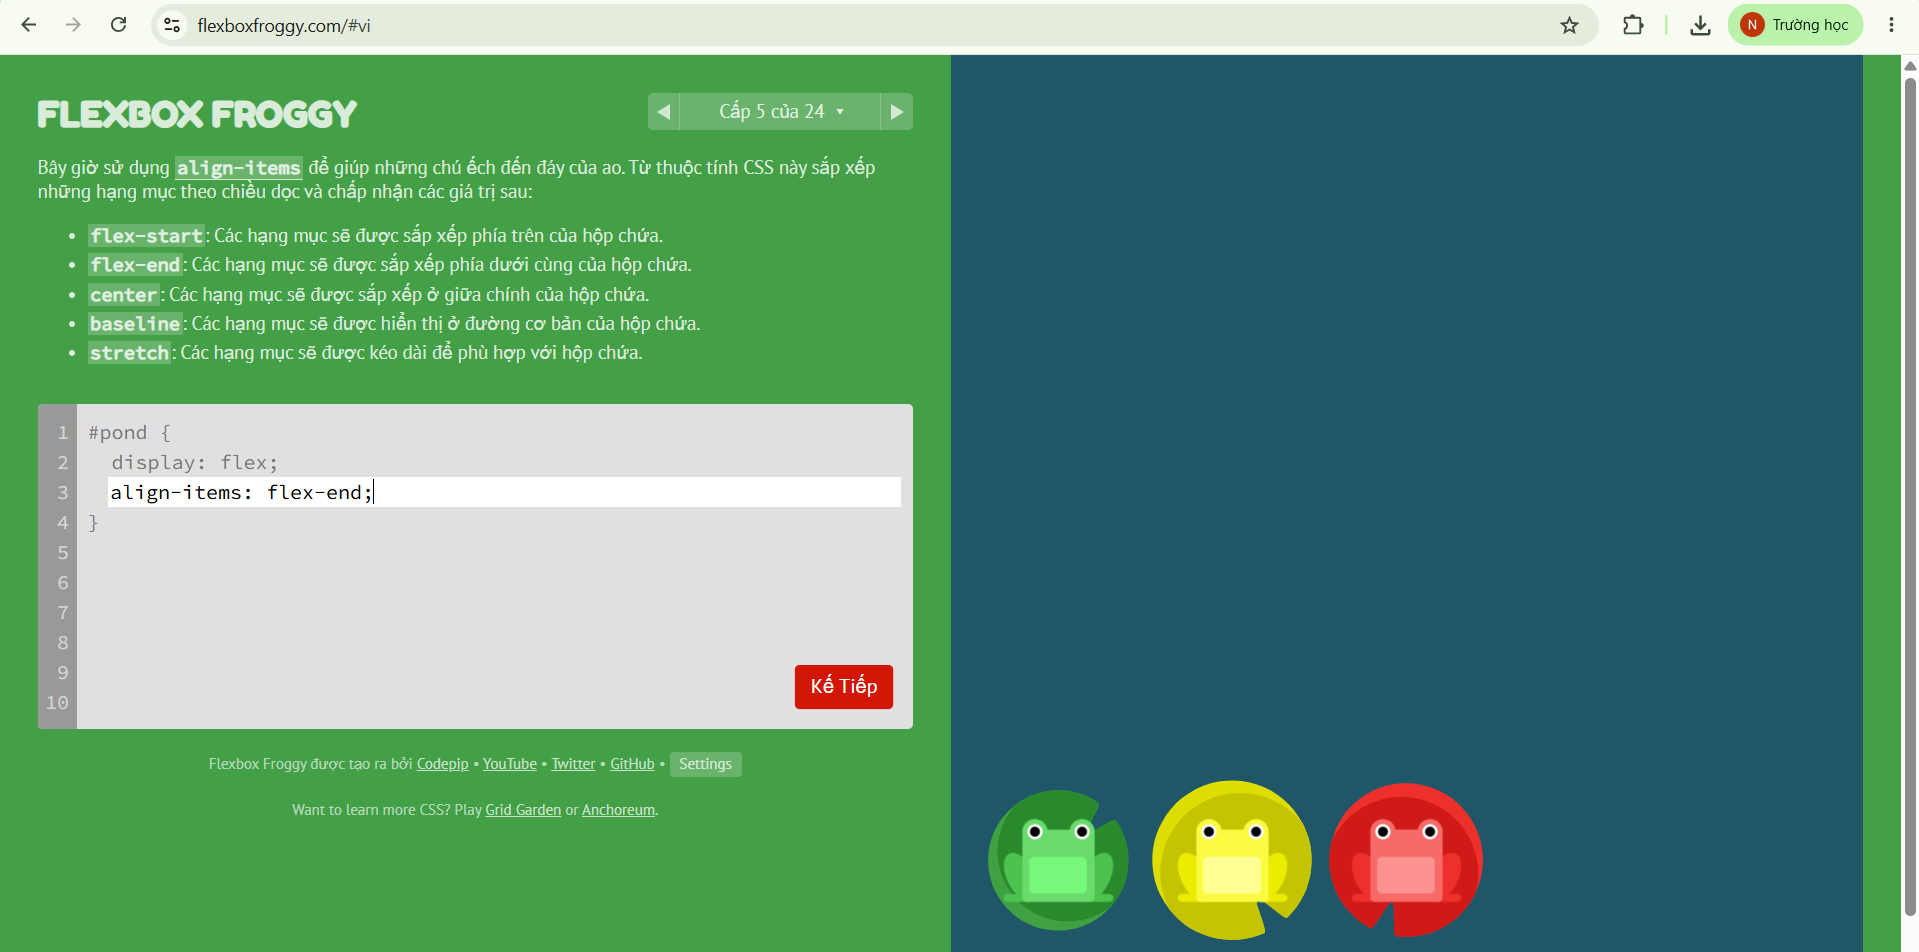 flexboxfroggy.com/#vi
N Trường học
FLEXBOX FROGGY
Cấp 5 của 24
Bây giờ sử dụng align-items để giúp những chú ếch đến đáy của ao. Từ thuộc tính CSS này sắp xếp
những hạng mục theo chiều dọc và chấp nhận các giá trị sau:
• flex-start: Các hạng mục sẽ được sắp xếp phía trên của hộp chứa.
• flex-end: Các hạng mục sẽ được sắp xếp phía dưới cùng của hộp chứa.
• center: Các hạng mục sẽ được sắp xếp ở giữa chính của hộp chứa.
• baseline: Các hạng mục sẽ được hiển thị ở đường cơ bản của hộp chứa.
• stretch: Các hạng mục sẽ được kéo dài để phù hợp với hộp chứa.
1 #pond {
2 display: flex;
3 align-items: flex-end;
4 }
5
6
7
8
9
10
Kế Tiếp
Flexbox Froggy được tạo ra bởi Codepip • YouTube • Twitter • GitHub • Settings
Want to learn more CSS? Play Grid Garden or Anchoreum.